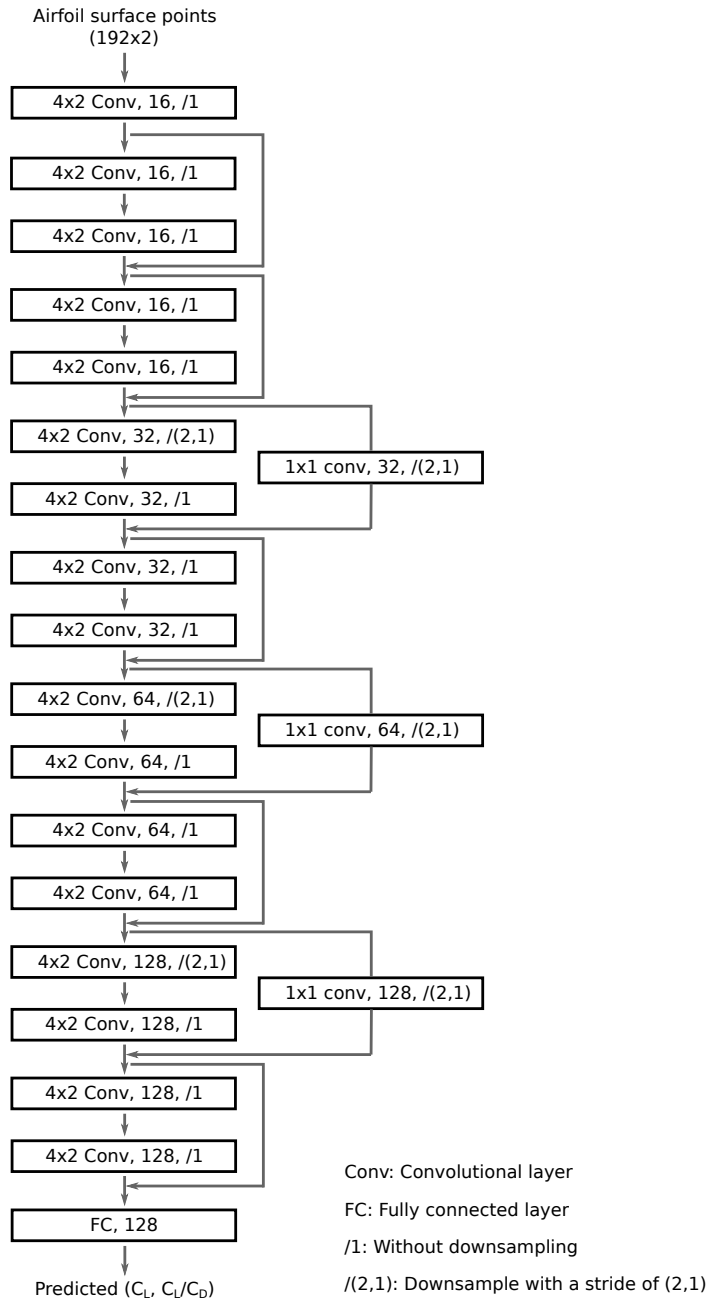 Airfoil surface points
(192x2)
4x2 Conv, 16, /1
4x2 Conv, 16, /1
4x2 Conv, 16, /1
4x2 Conv, 16, /1
4x2 Conv, 16, /1
4x2 Conv, 32, /(2,1)
1x1 conv, 32, /(2,1)
4x2 Conv, 32, /1
4x2 Conv, 32, /1
4x2 Conv, 32, /1
4x2 Conv, 64, /(2,1)
1x1 conv, 64, /(2,1)
4x2 Conv, 64, /1
4x2 Conv, 64, /1
4x2 Conv, 64, /1
4x2 Conv, 128, /(2,1)
1x1 conv, 128, /(2,1)
4x2 Conv, 128, /1
4x2 Conv, 128, /1
4x2 Conv, 128, /1
FC, 128
Predicted (C_L, C_L/C_D)
Conv: Convolutional layer
FC: Fully connected layer
/1: Without downsampling
/(2,1): Downsample with a stride of (2,1)